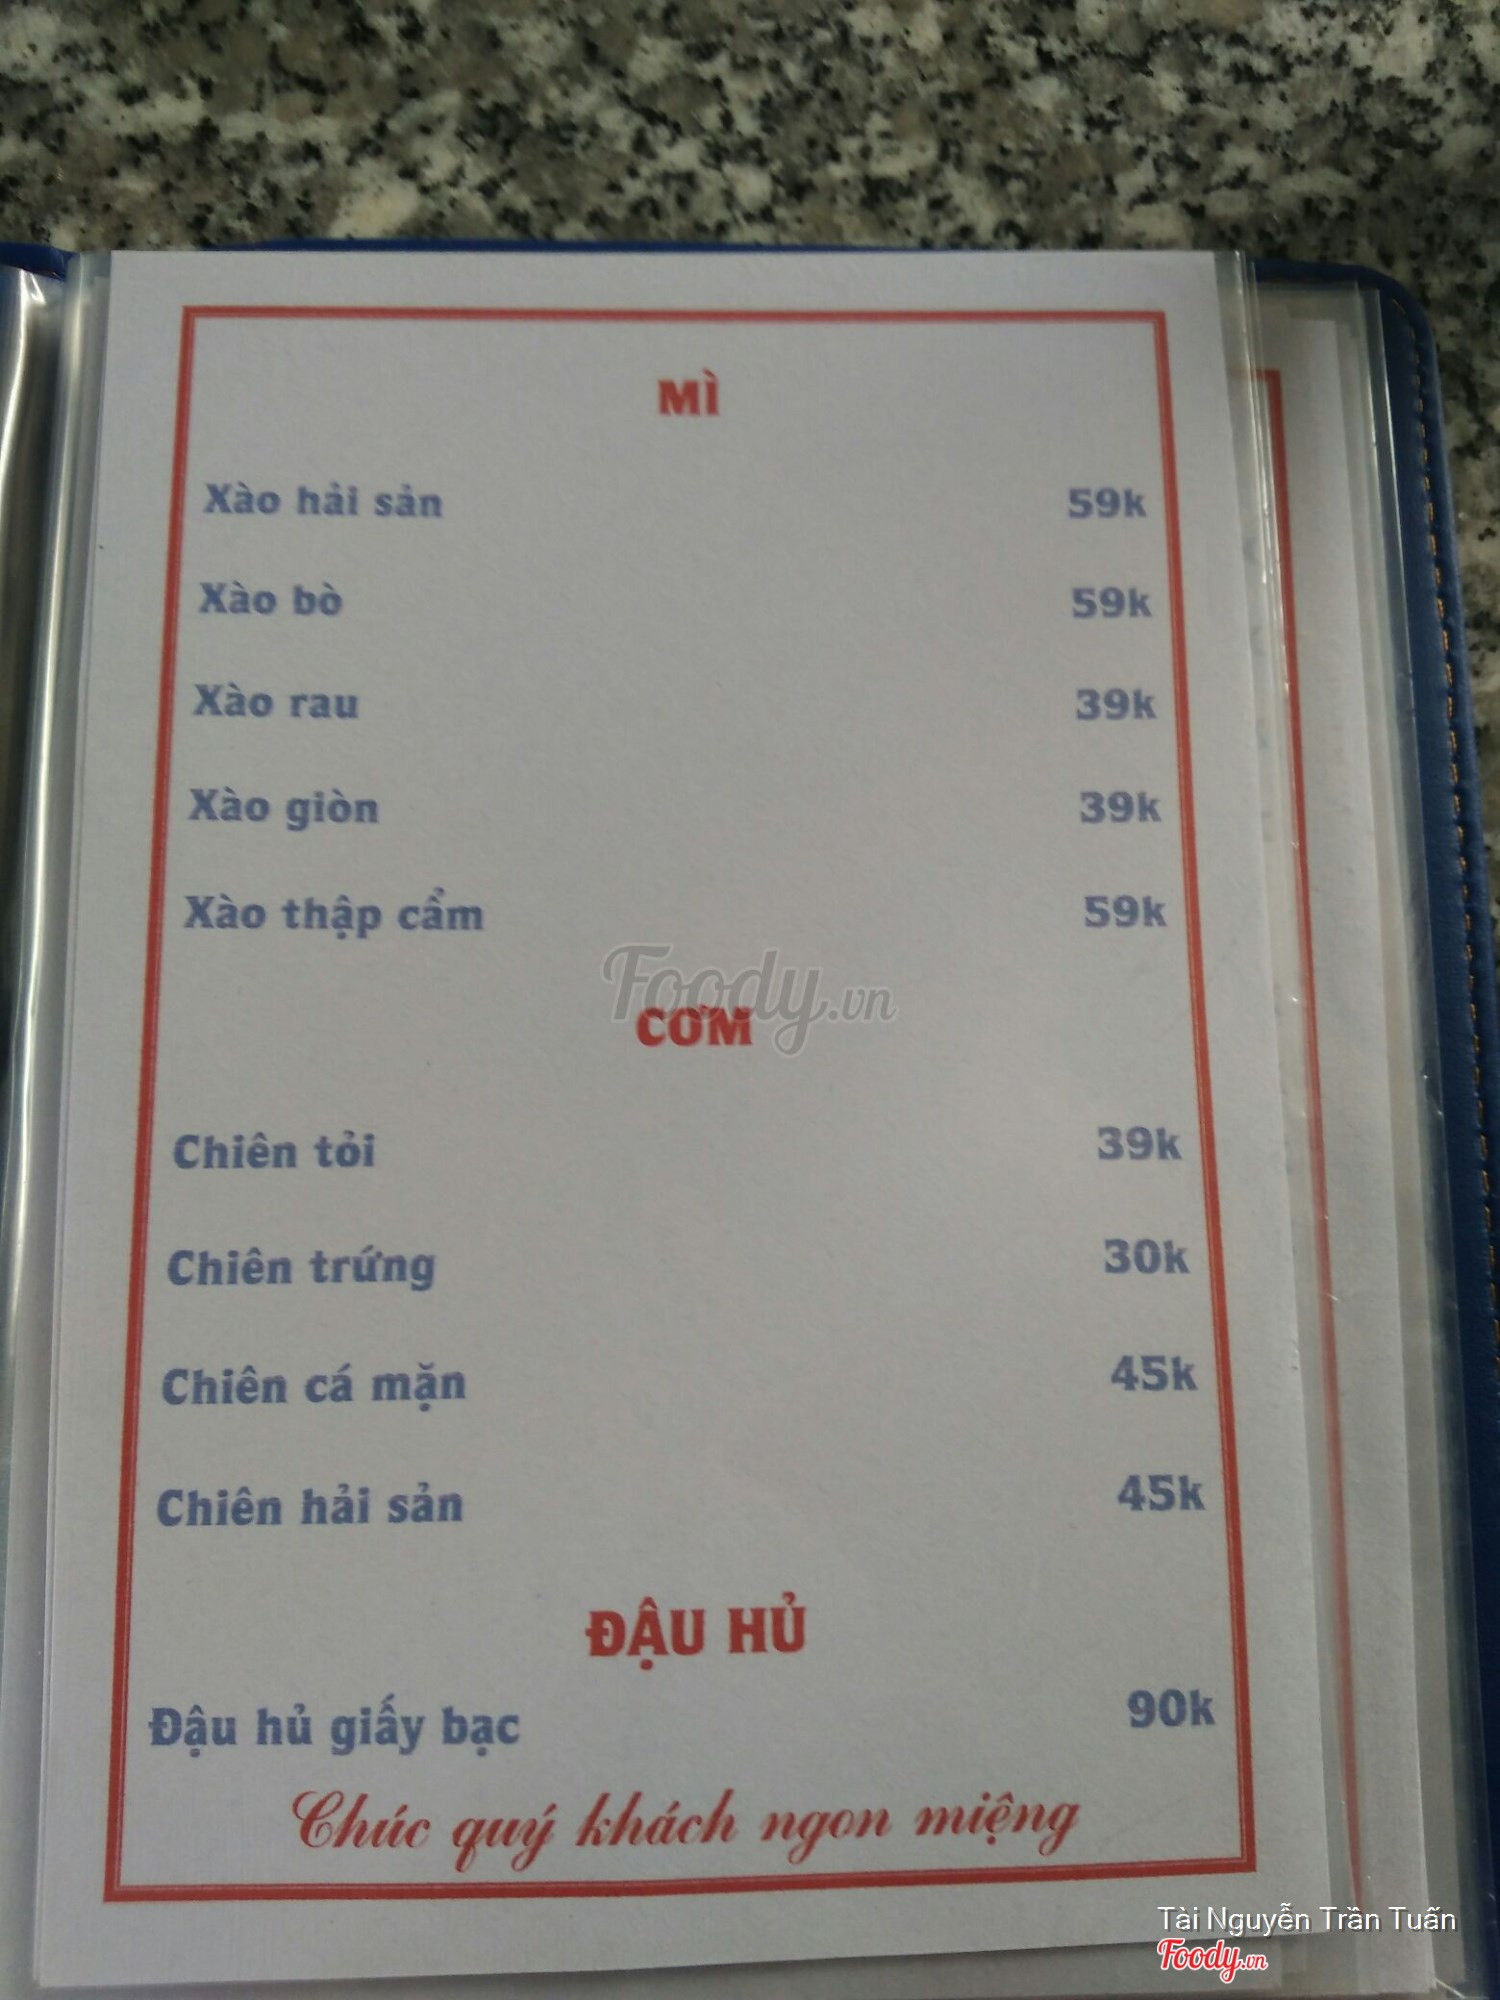 MÌ
Xào hải sản 59k
Xào bò 59k
Xào rau 39k
Xào giòn 39k
Xào thập cẩm 59k
Foody.vn
CƠM
Chiên tỏi 39k
Chiên trứng 30k
Chiên cá mặn 45k
Chiên hải sản 45k
ĐẬU HỦ
Đậu hủ giấy bạc 90k
Chúc quý khách ngon miệng
Tài Nguyễn Trần Tuấn
Foody.vn